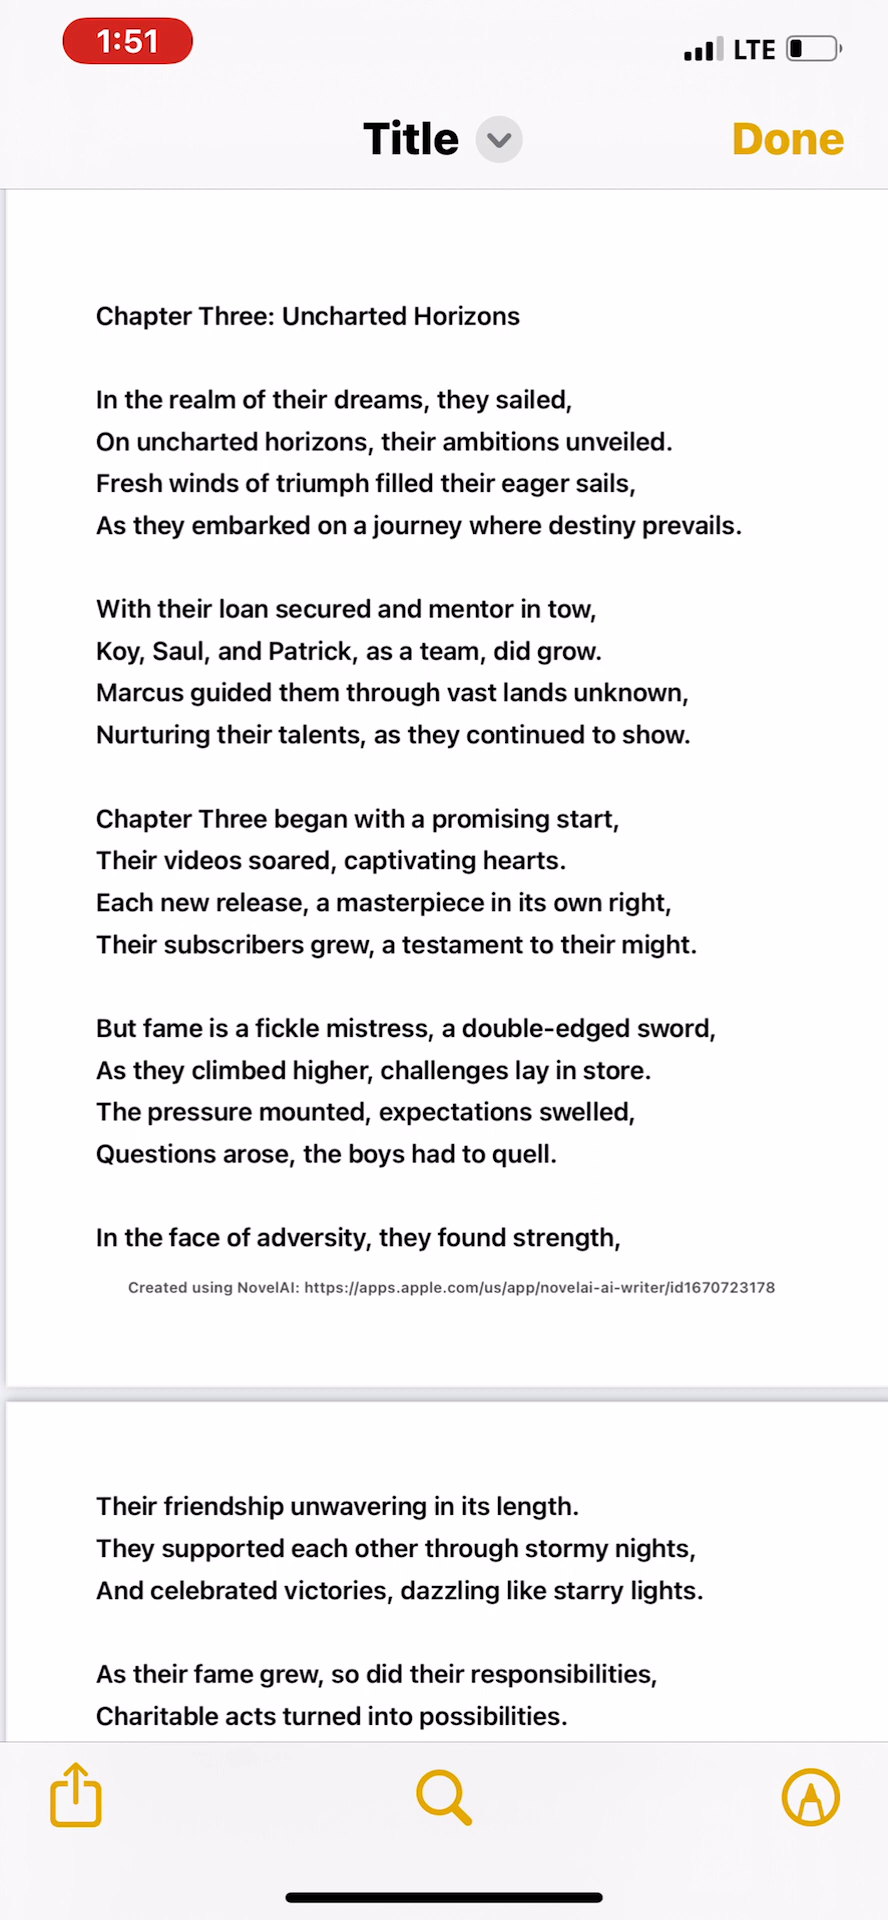 1:51
LTE
Title
Done
Chapter Three: Uncharted Horizons
In the realm of their dreams, they sailed,
On uncharted horizons, their ambitions unveiled.
Fresh winds of triumph filled their eager sails,
As they embarked on a journey where destiny prevails.
With their loan secured and mentor in tow,
Koy, Saul, and Patrick, as a team, did grow.
Marcus guided them through vast lands unknown,
Nurturing their talents, as they continued to show.
Chapter Three began with a promising start,
Their videos soared, captivating hearts.
Each new release, a masterpiece in its own right,
Their subscribers grew, a testament to their might.
But fame is a fickle mistress, a double-edged sword,
As they climbed higher, challenges lay in store.
The pressure mounted, expectations swelled,
Questions arose, the boys had to quell.
In the face of adversity, they found strength,
Created using NovelAI: https://apps.apple.com/us/app/novelai-ai-writer/id1670723178
Their friendship unwavering in its length.
They supported each other through stormy nights,
And celebrated victories, dazzling like starry lights.
As their fame grew, so did their responsibilities,
Charitable acts turned into possibilities.